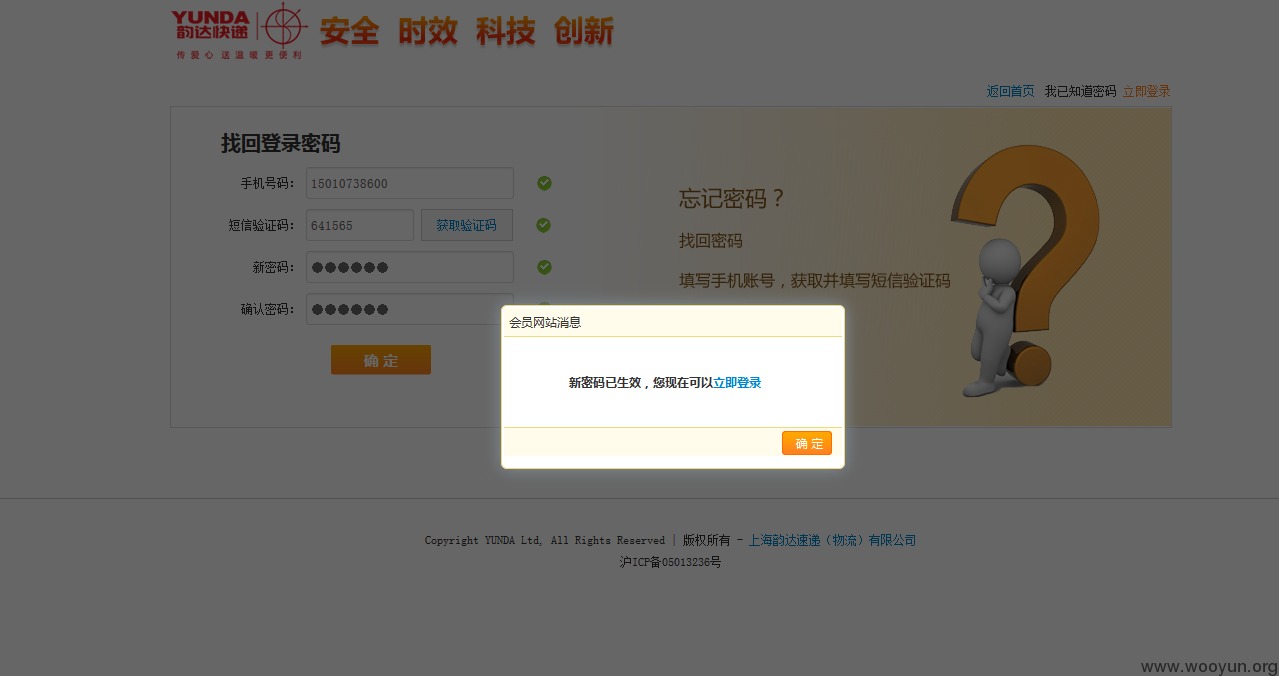 YUNDA
韵达快递
传爱心 送温暖 更便利
安全 时效 科技 创新
返回首页 我已知道密码 立即登录
找回登录密码
手机号码： 15010738600
短信验证码： 641565 获取验证码
新密码： ●●●●●●
确认密码： ●●●●●●
确 定
忘记密码？
找回密码
填写手机账号，获取并填写短信验证码
会员网站消息
新密码已生效，您现在可以立即登录
确 定
Copyright YUNDA Ltd, All Rights Reserved | 版权所有 - 上海韵达速递（物流）有限公司
沪ICP备05013236号
www.wooyun.org